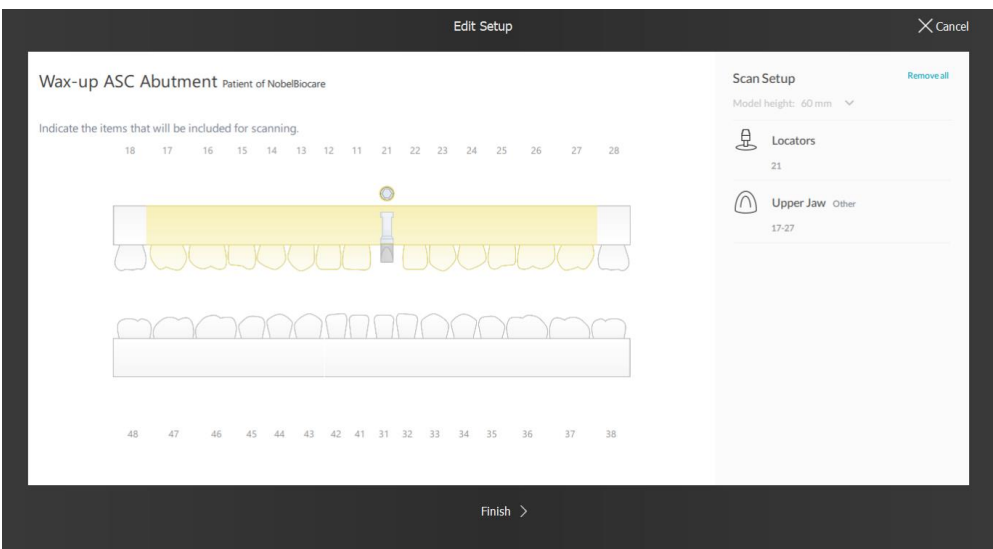 Edit Setup
Cancel
Wax-up ASC Abutment Patient of NobelBiocare
Indicate the items that will be included for scanning.
18 17 16 15 14 13 12 11 21 22 23 24 25 26 27 28
48 47 46 45 44 43 42 41 31 32 33 34 35 36 37 38
Scan Setup Remove all
Model height: 60 mm
Locators
21
Upper Jaw Other
17-27
Finish